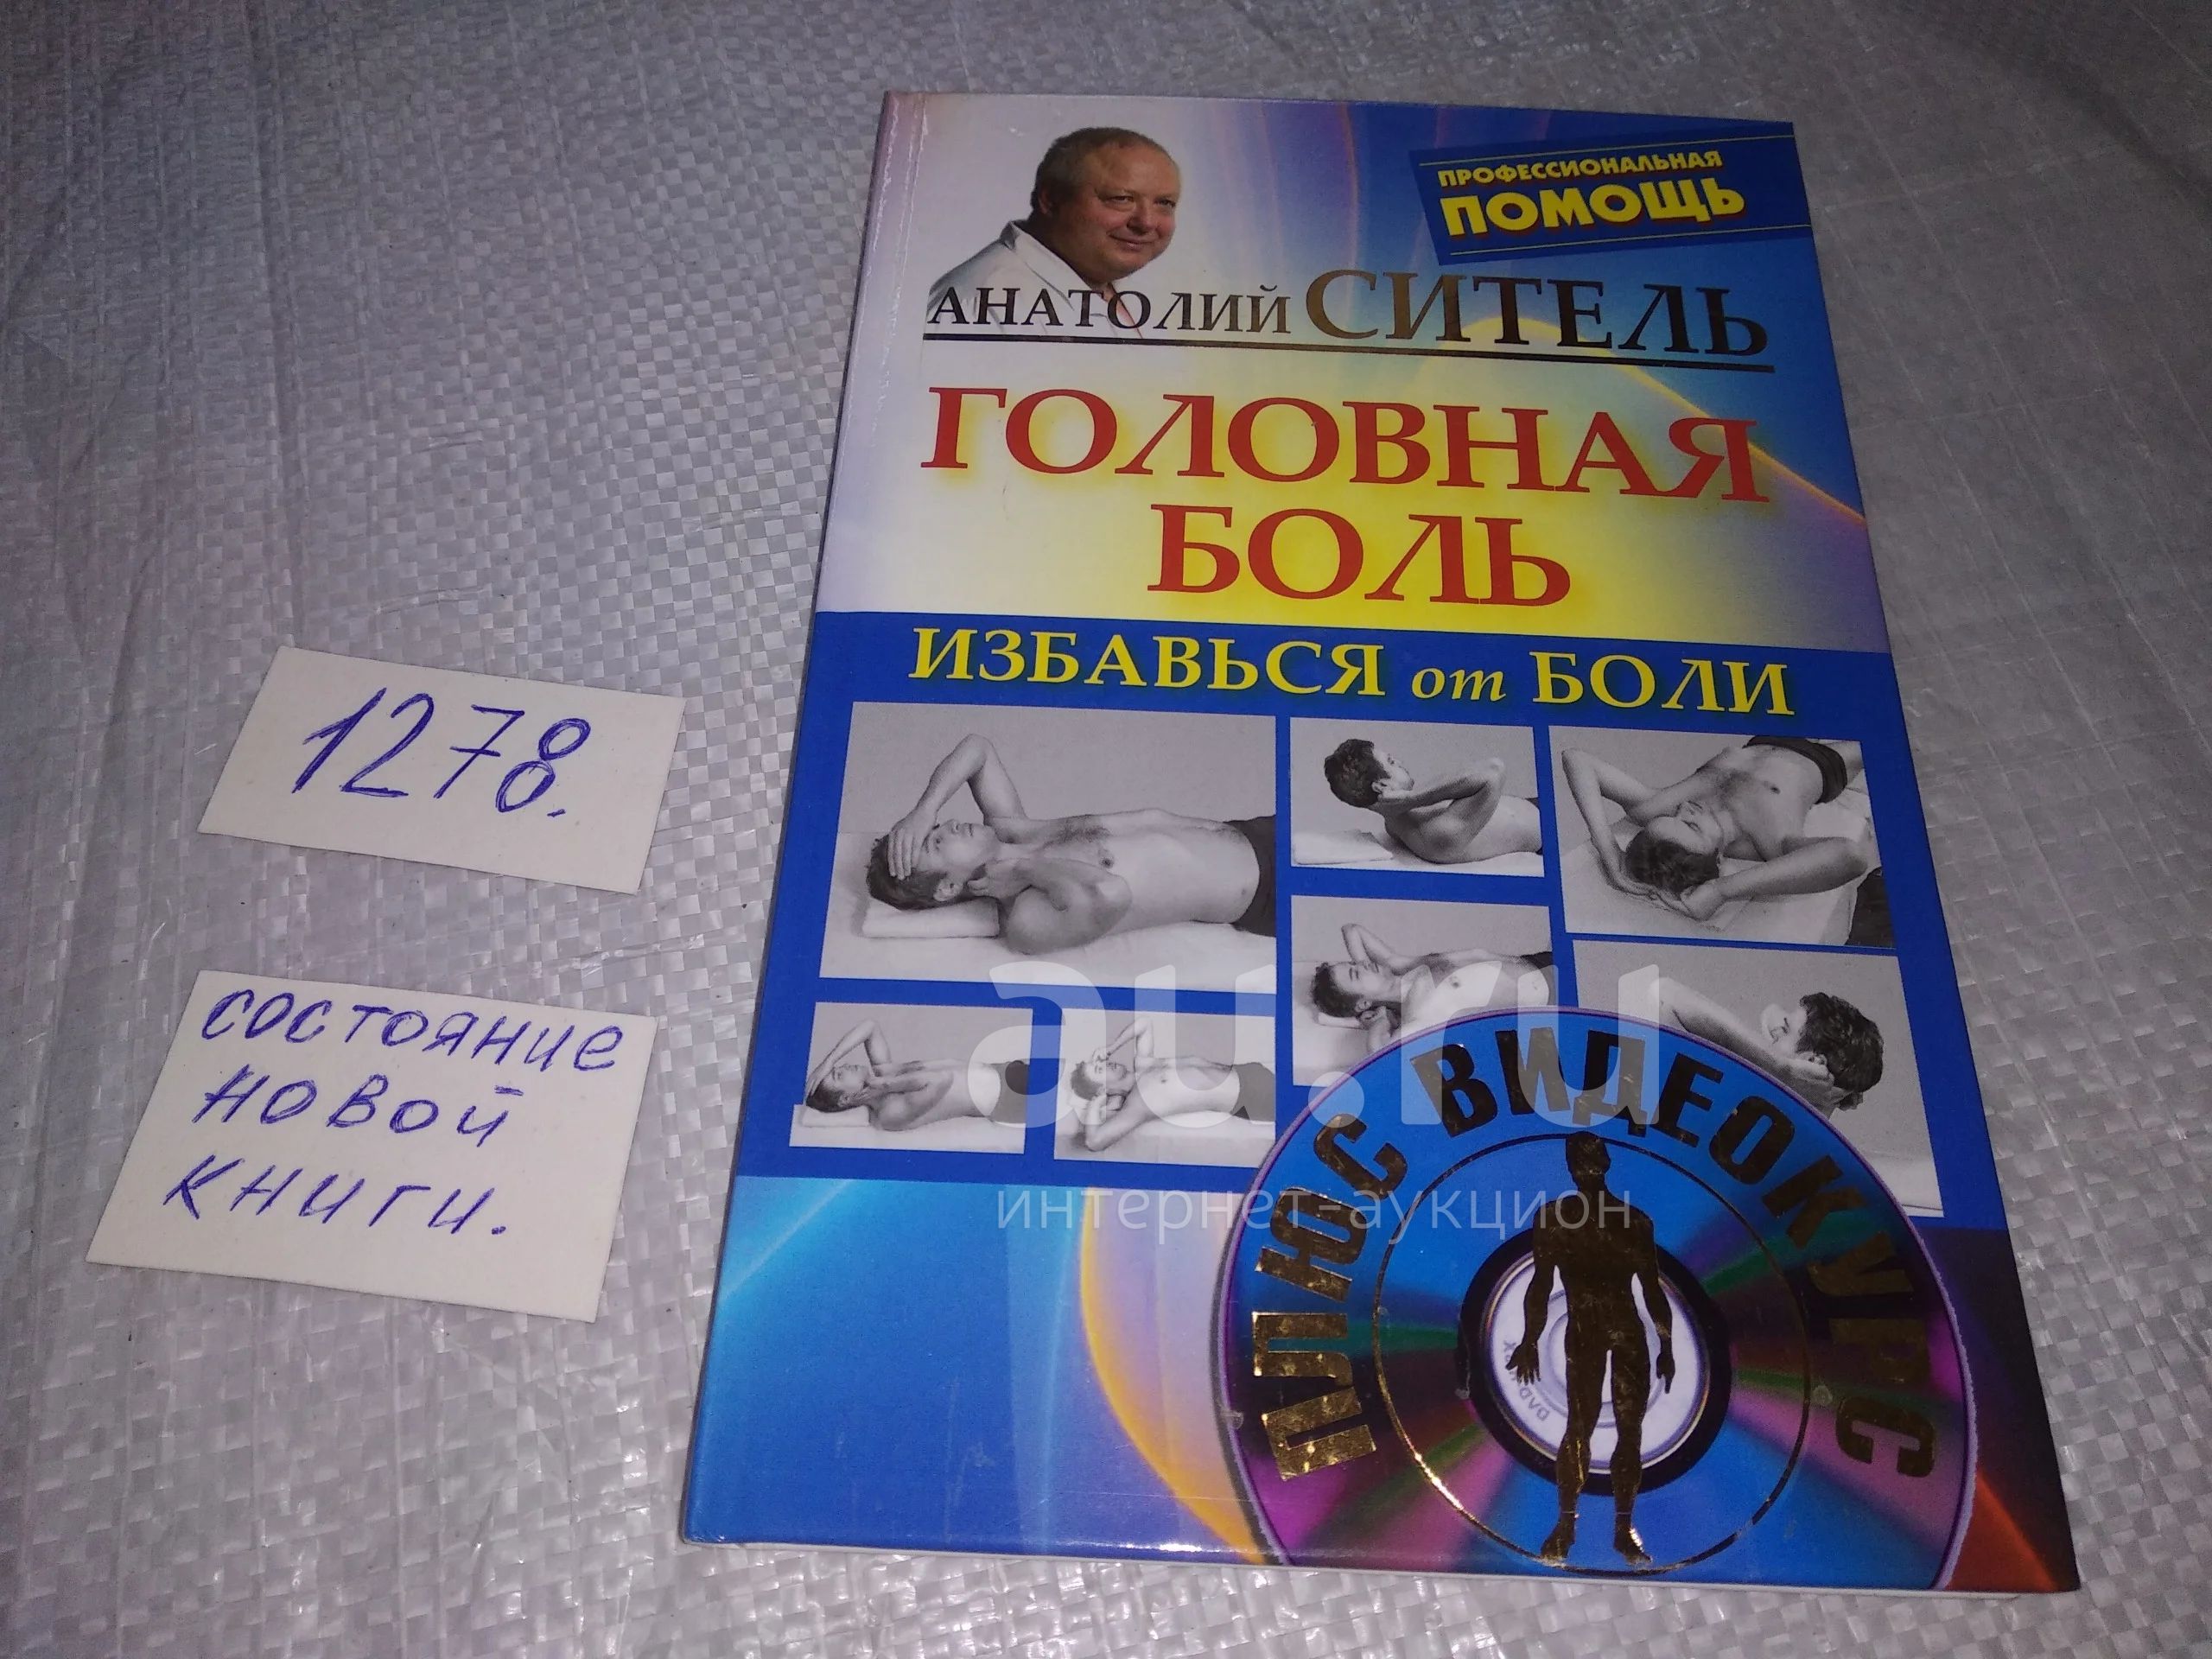 ПРОФЕССИОНАЛЬНАЯ
ПОМОЩЬ
АНАТОЛИЙ СИТЕЛЬ
ГОЛОВНАЯ
БОЛЬ
ИЗБАВЬСЯ от БОЛИ
1278.
состояние
новой
книги.
au.ru
интернет-аукцион
ПЛЮС ВИДЕОКУРС